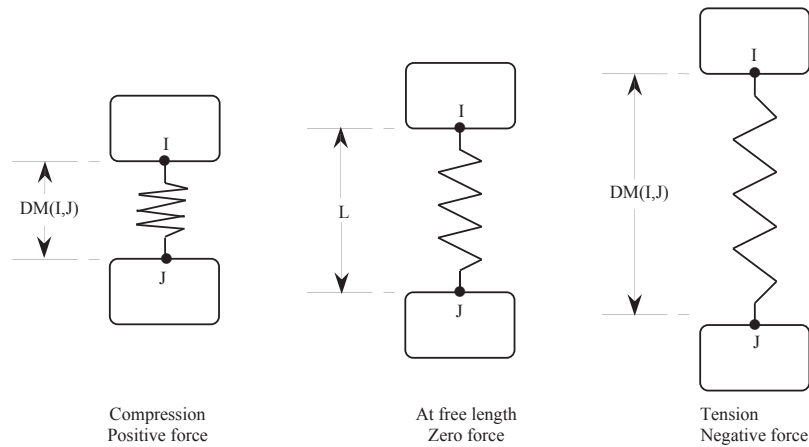 I
DM(I,J)
J
Compression
Positive force
I
L
J
At free length
Zero force
I
DM(I,J)
J
Tension
Negative force